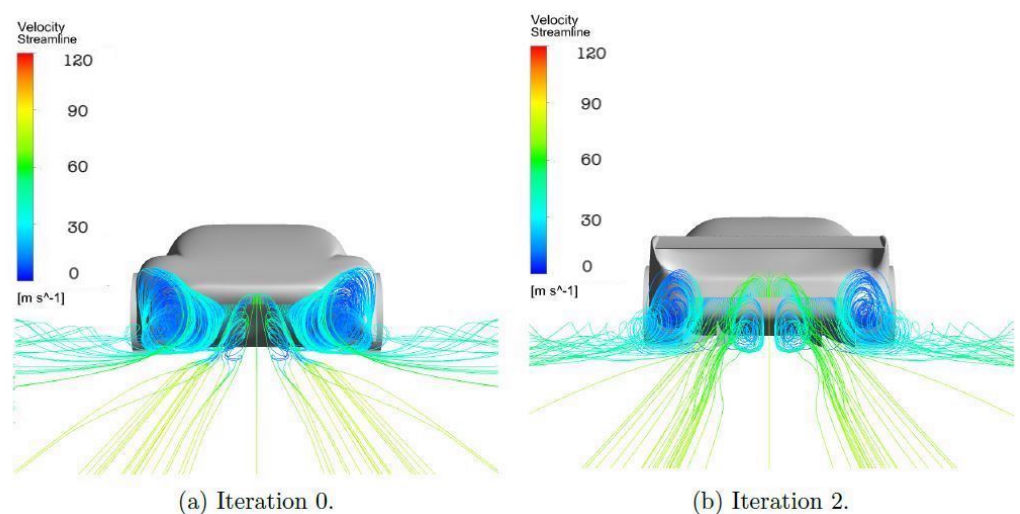 Velocity
Streamline
120
90
60
30
0
[m s^-1]
(a) Iteration 0.
Velocity
Streamline
120
90
60
30
0
[m s^-1]
(b) Iteration 2.